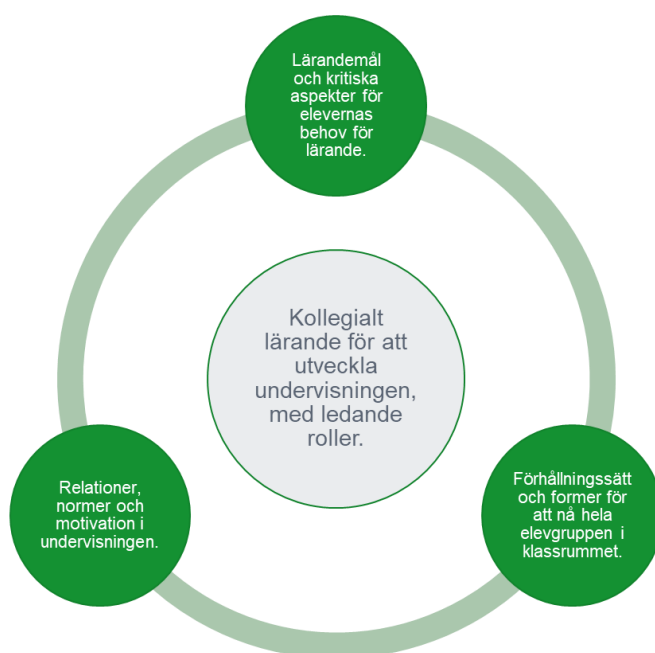 Lärandemål
och kritiska
aspekter för
elevernas
behov för
lärande.
Kollegialt
lärande för att
utveckla
undervisningen,
med ledande
roller.
Relationer,
normer och
motivation i
undervisningen.
Förhållningssätt
och former för
att nå hela
elevgruppen i
klassrummet.